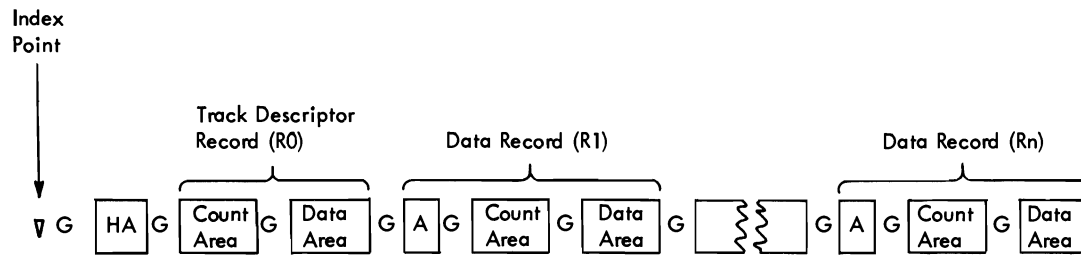 Index
Point
Track Descriptor
Record (R0)
Data Record (R1)
Data Record (Rn)
G HA G Count Area G Data Area G A G Count Area G Data Area G G A G Count Area G Data Area